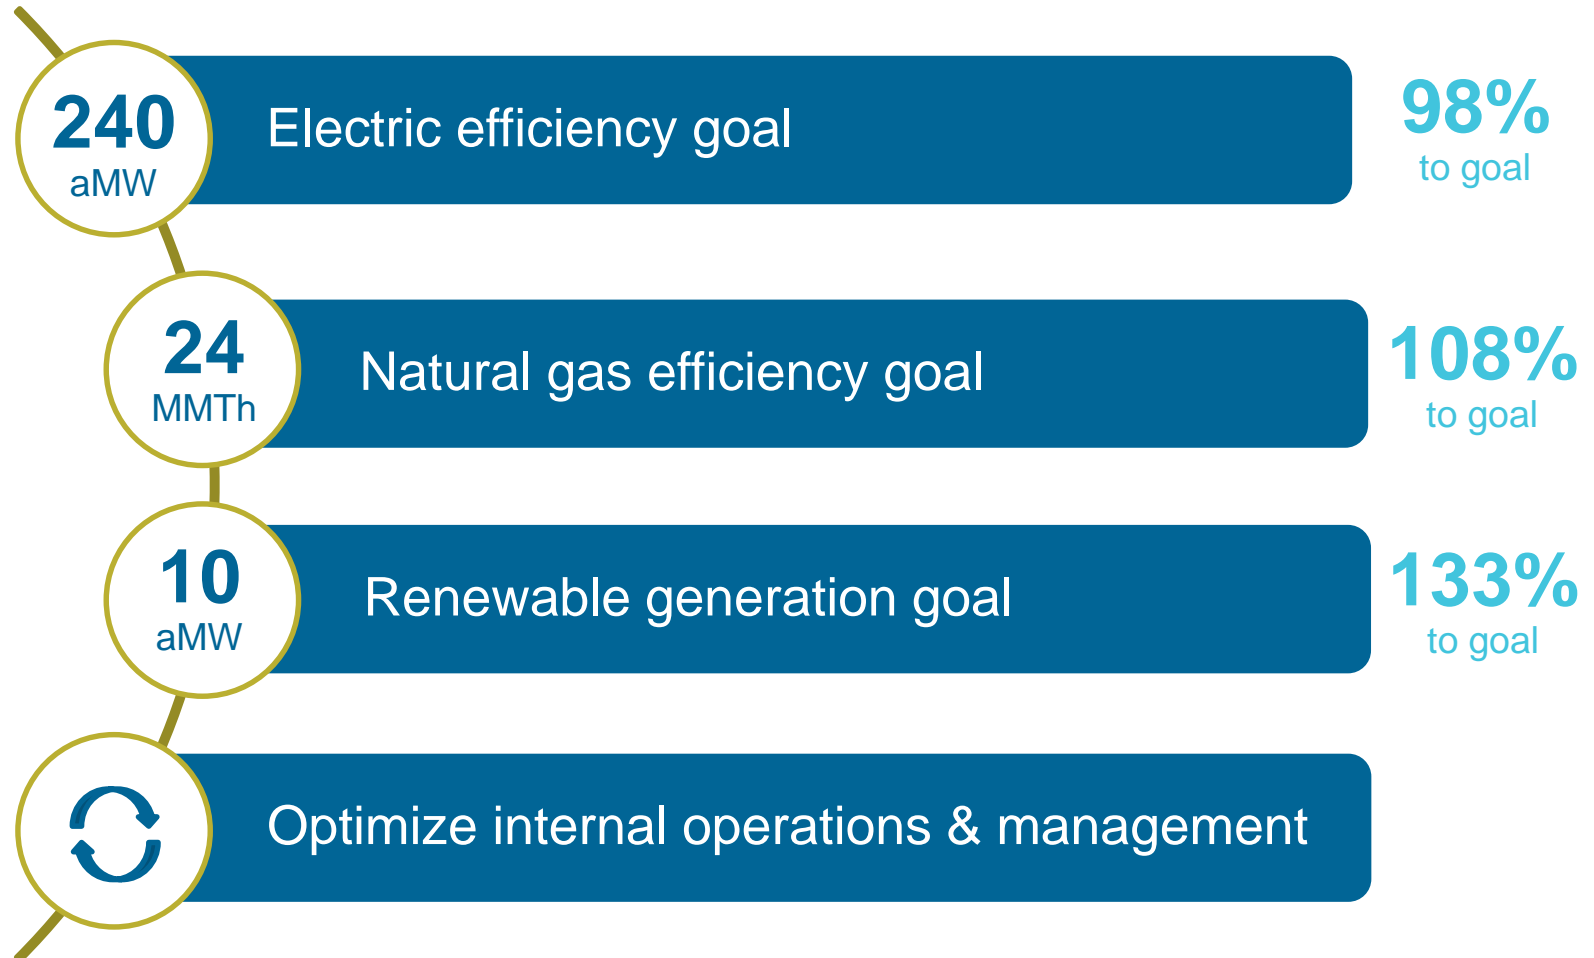 240
aMW
Electric efficiency goal
98%
to goal
24
MMTh
Natural gas efficiency goal
108%
to goal
10
aMW
Renewable generation goal
133%
to goal
Optimize internal operations & management